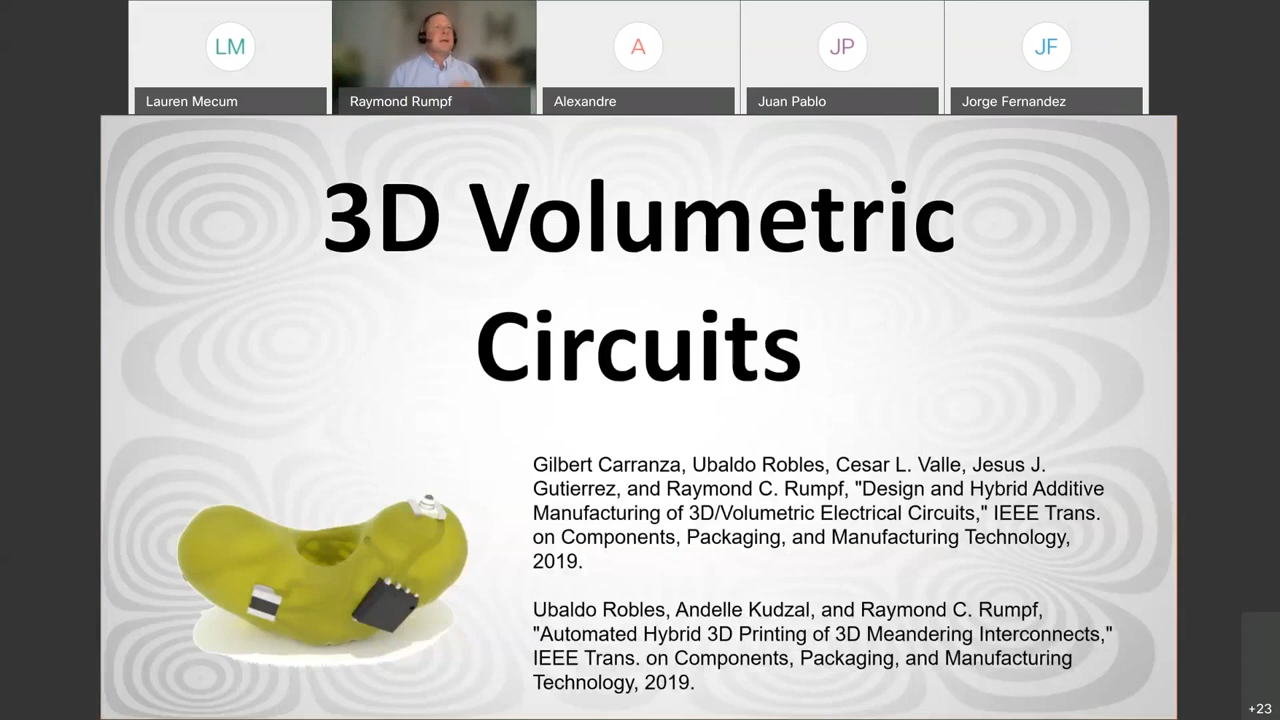 LM
A
JP
JF
Lauren Mecum
Raymond Rumpf
Alexandre
Juan Pablo
Jorge Fernandez
3D Volumetric
Circuits
Gilbert Carranza, Ubaldo Robles, Cesar L. Valle, Jesus J.
Gutierrez, and Raymond C. Rumpf, "Design and Hybrid Additive
Manufacturing of 3D/Volumetric Electrical Circuits," IEEE Trans.
on Components, Packaging, and Manufacturing Technology,
2019.
Ubaldo Robles, Andelle Kudzal, and Raymond C. Rumpf,
"Automated Hybrid 3D Printing of 3D Meandering Interconnects,"
IEEE Trans. on Components, Packaging, and Manufacturing
Technology, 2019.
+23